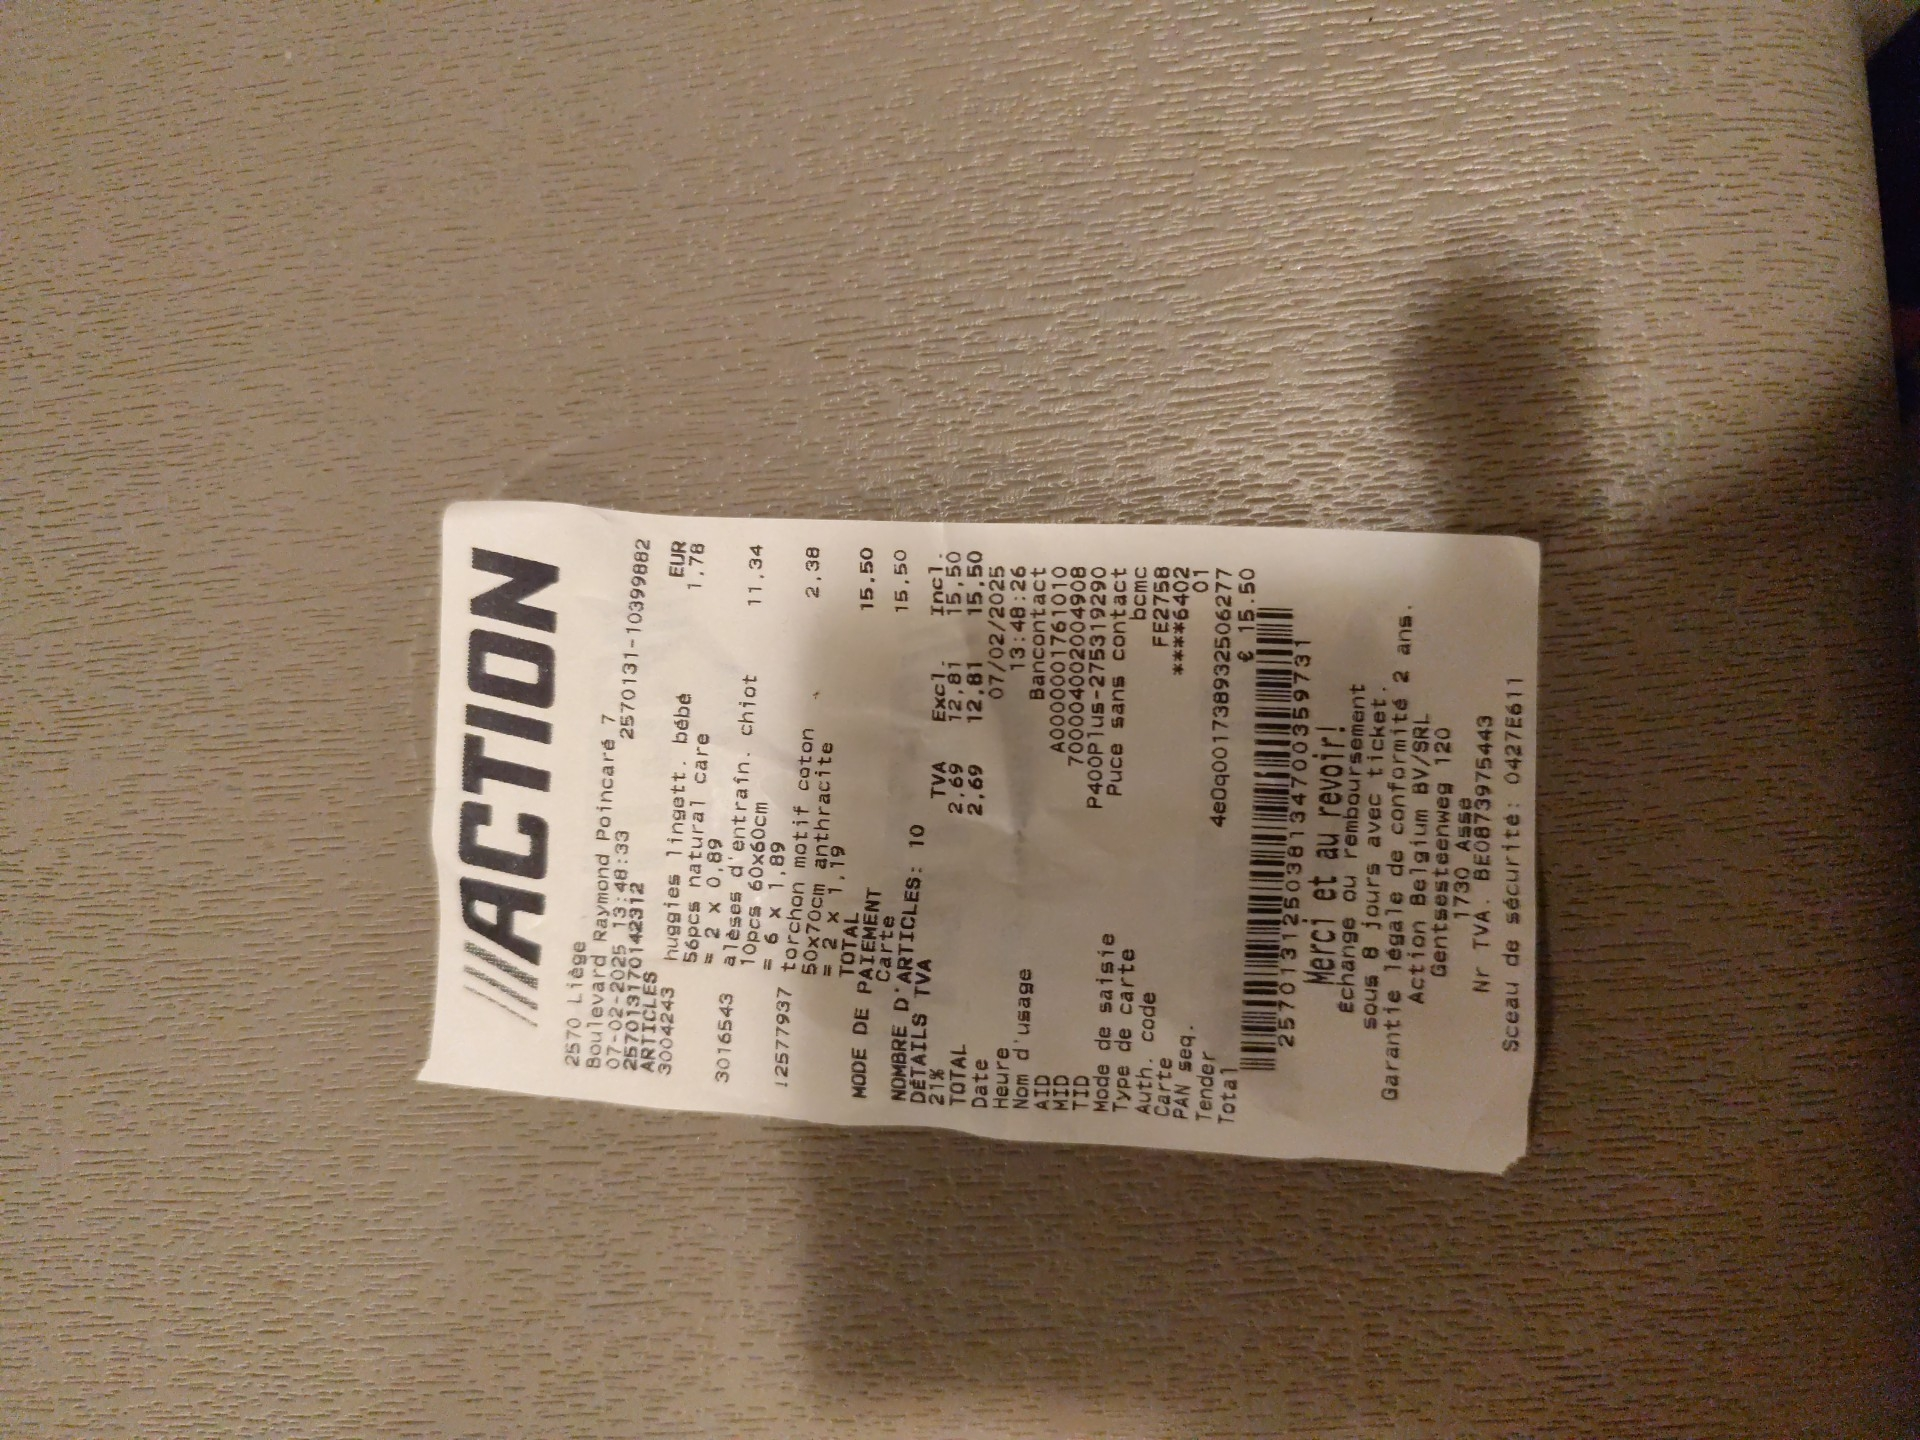 ///ACTION
2570 Liège
Boulevard Raymond Poincaré 7
07-02-2025 13:48:33 2570131-10399882
257013170142312
ARTICLES EUR
3004243 huggies lingett. bébé 1,78
56pcs natural care
= 2 x 0,89
3016543 alèses d'entraîn. chiot 11,34
10pcs 60x60cm
= 6 x 1,89
2577937 torchon motif coton 2,38
50x70cm anthracite
= 2 x 1,19
TOTAL 15,50
MODE DE PAIEMENT
Carte 15,50
NOMBRE D'ARTICLES: 10
DÉTAILS TVA TVA Excl. Incl.
21% 2,69 12,81 15,50
TOTAL 2,69 12,81 15,50
Date 07/02/2025
Heure 13:48:26
Nom d'usage Bancontact
AID A0000001761010
MID 700004002004908
TID P400Plus-275319290
Mode de saisie Puce sans contact
Type de carte bcmc
Auth. code FE2758
Carte ****6402
PAN seq. 01
Tender 4e0q001738932506277
Total € 15.50
2570131250381347003597​31
Merci et au revoir!
Échange ou remboursement
sous 8 jours avec ticket.
Garantie légale de conformité 2 ans.
Action Belgium BV/SRL
Gentsesteenweg 120
1730 Asse
Nr TVA. BE0873975443
Sceau de sécurité: 0427E611